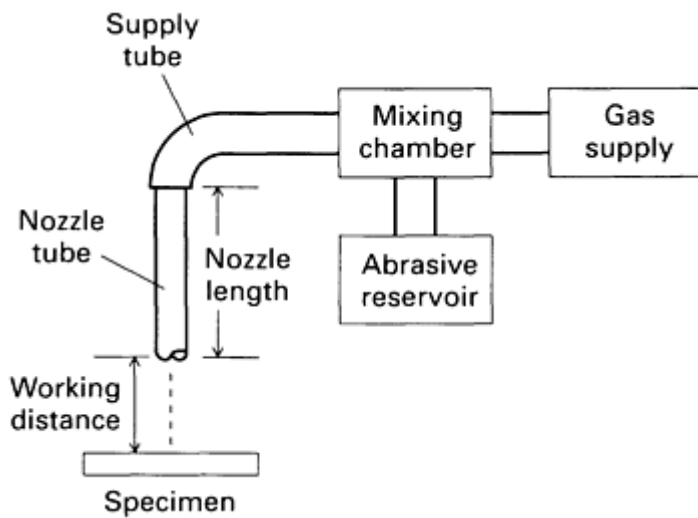 Supply
tube
Mixing
chamber
Gas
supply
Nozzle
tube
Nozzle
length
Abrasive
reservoir
Working
distance
Specimen